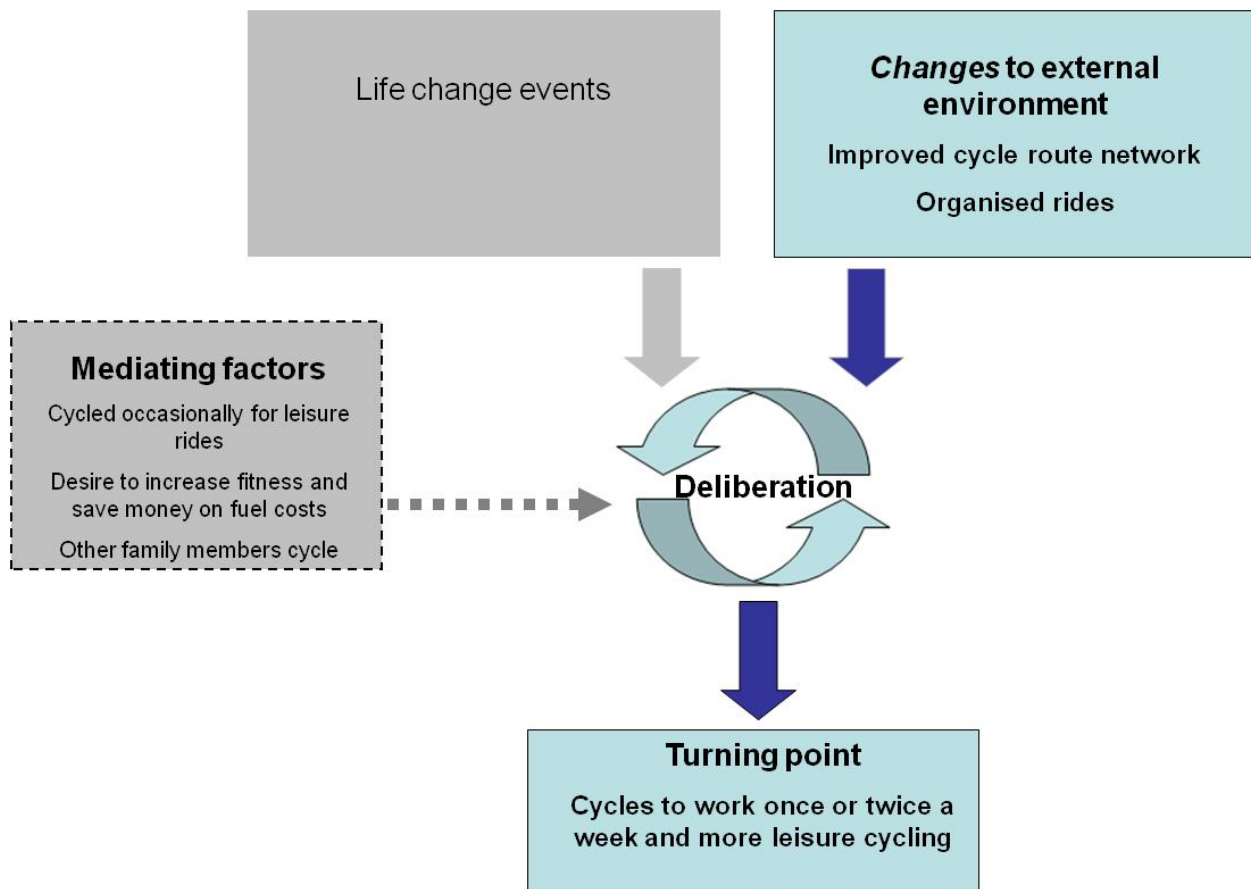 Life change events
Changes to external
environment
Improved cycle route network
Organised rides
Mediating factors
Cycled occasionally for leisure
rides
Desire to increase fitness and
save money on fuel costs
Other family members cycle
Deliberation
Turning point
Cycles to work once or twice a
week and more leisure cycling